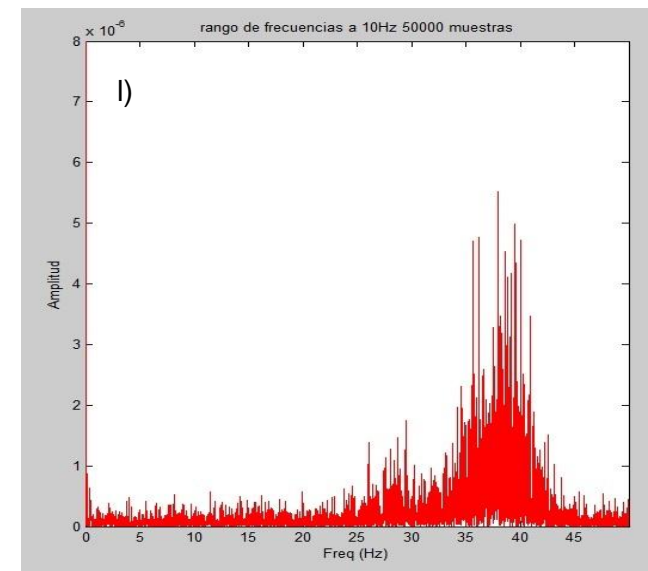 rango de frecuencias a 10Hz 50000 muestras
x 10^-6
8
l)
7
6
5
Amplitud
4
3
2
1
0
0 5 10 15 20 25 30 35 40 45
Freq (Hz)